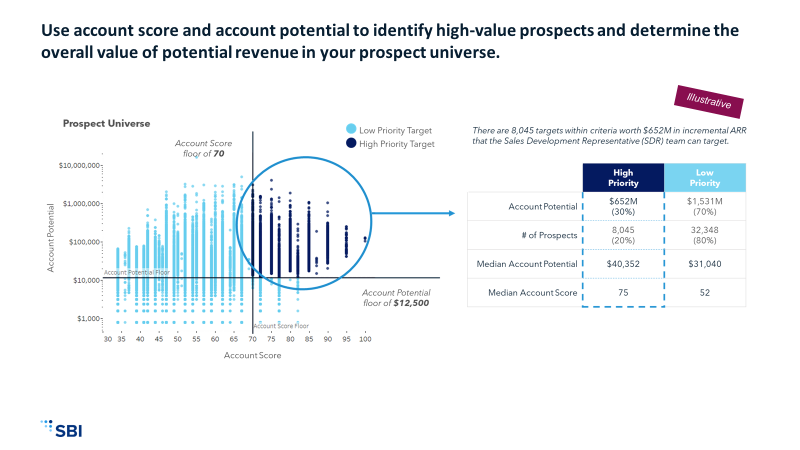 Use account score and account potential to identify high-value prospects and determine the
overall value of potential revenue in your prospect universe.
Illustrative
Prospect Universe
Low Priority Target
High Priority Target
Account Score
floor of 70
There are 8,045 targets within criteria worth $652M in incremental ARR
that the Sales Development Representative (SDR) team can target.
$10,000,000
$1,000,000
$100,000
$10,000
$1,000
Account Potential
Account Potential Floor
Account Potential
floor of $12,500
Account Score Floor
30 35 40 45 50 55 60 65 70 75 80 85 90 95 100
Account Score
High
Priority
Low
Priority
Account Potential
$652M
(30%)
$1,531M
(70%)
# of Prospects
8,045
(20%)
32,348
(80%)
Median Account Potential
$40,352
$31,040
Median Account Score
75
52
SBI